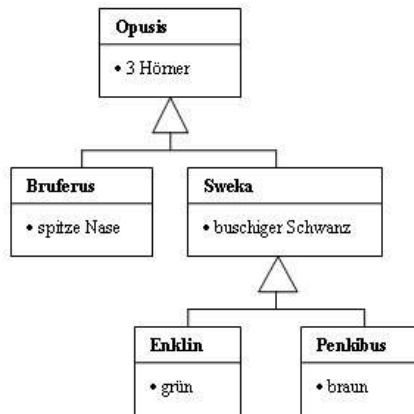 Opusis
• 3 Hörner
Bruferus
• spitze Nase
Sweka
• buschiger Schwanz
Enklin
• grün
Penkibus
• braun